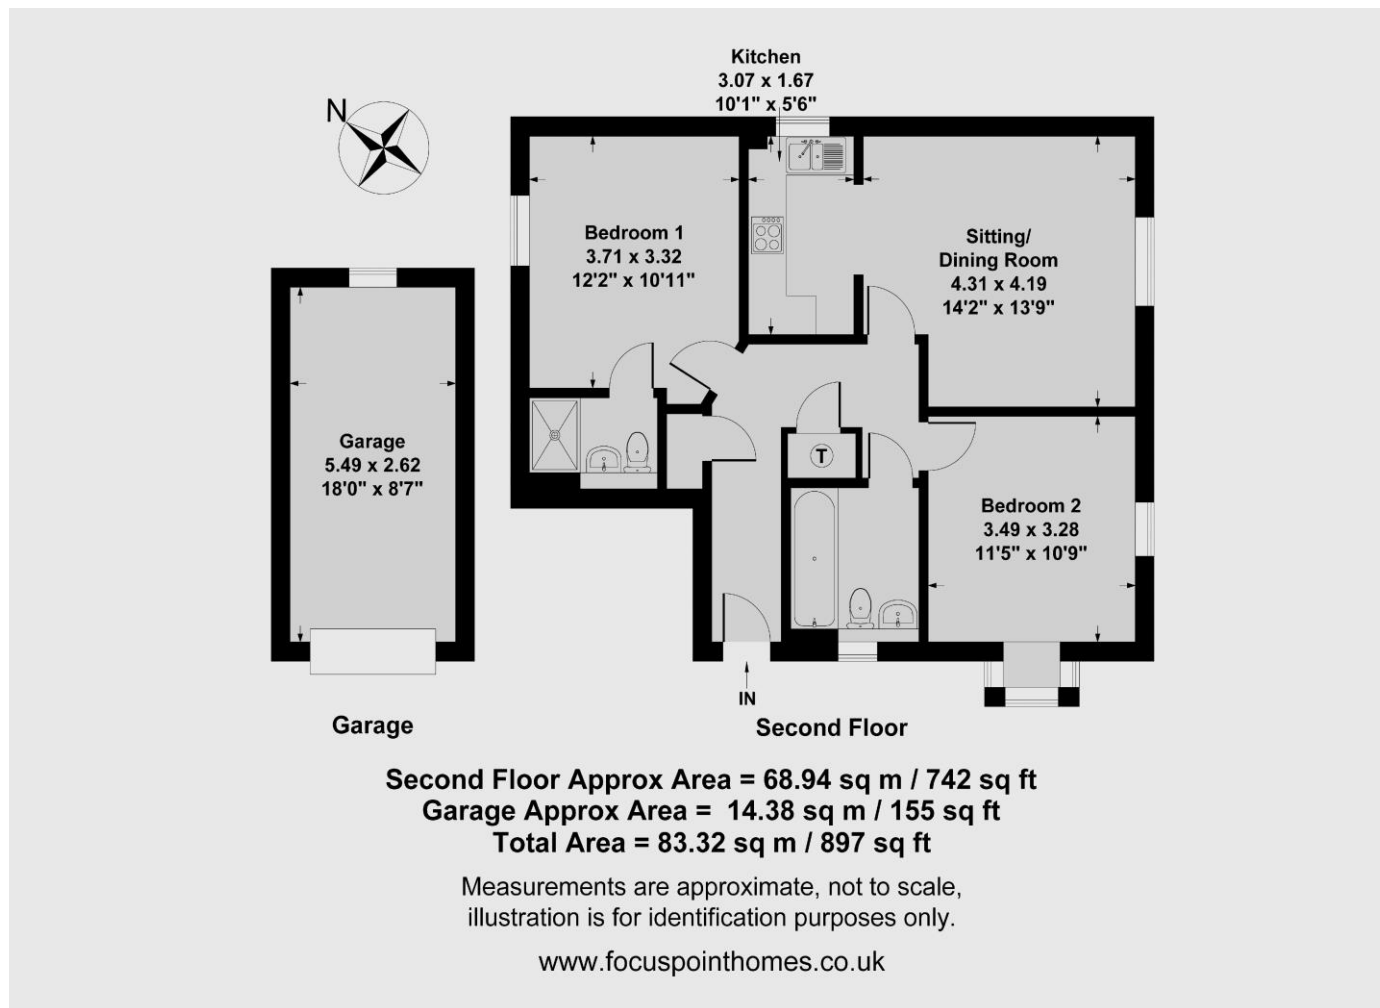 N
Kitchen
3.07 x 1.67
10'1" x 5'6"
Bedroom 1
3.71 x 3.32
12'2" x 10'11"
Sitting/
Dining Room
4.31 x 4.19
14'2" x 13'9"
Garage
5.49 x 2.62
18'0" x 8'7"
T
Bedroom 2
3.49 x 3.28
11'5" x 10'9"
IN
Garage
Second Floor
Second Floor Approx Area = 68.94 sq m / 742 sq ft
Garage Approx Area = 14.38 sq m / 155 sq ft
Total Area = 83.32 sq m / 897 sq ft
Measurements are approximate, not to scale,
illustration is for identification purposes only.
www.focuspointhomes.co.uk